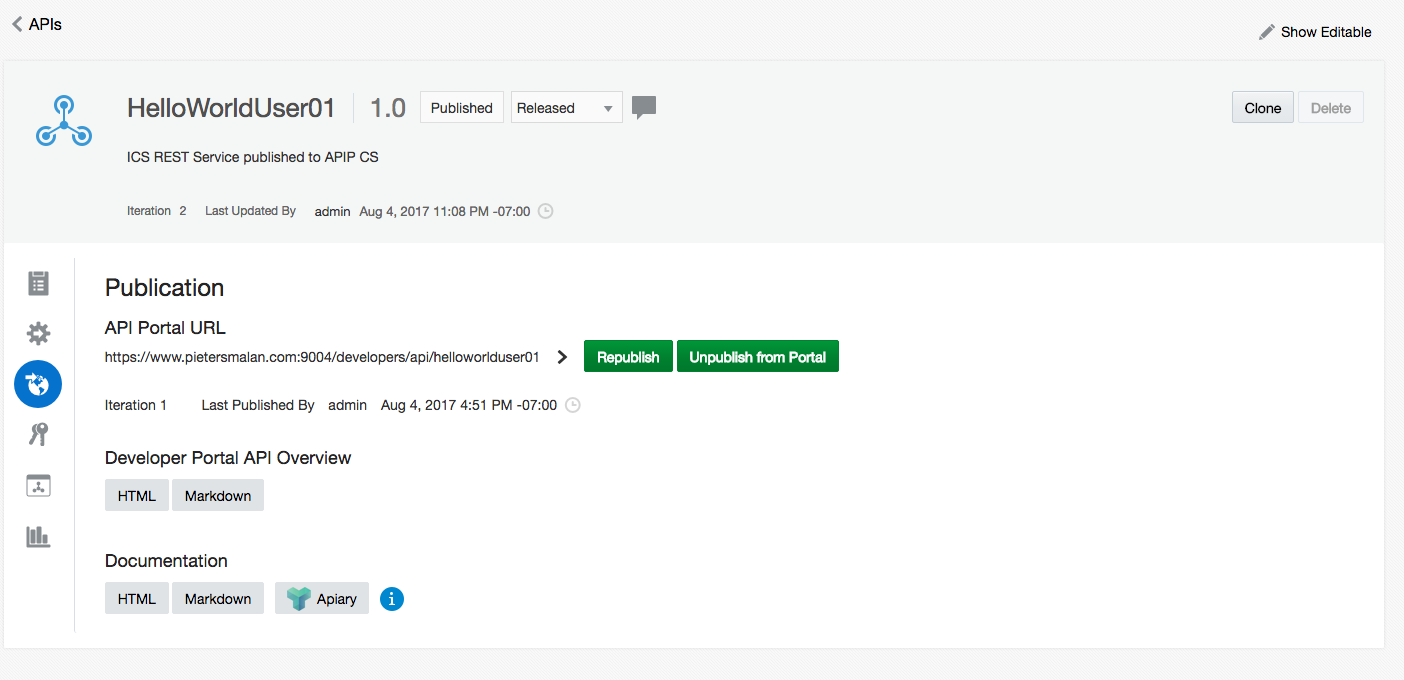 APIs
Show Editable
HelloWorldUser01 1.0 Published Released
Clone Delete
ICS REST Service published to APIP CS
Iteration 2 Last Updated By admin Aug 4, 2017 11:08 PM -07:00
Publication
API Portal URL
https://www.pietersmalan.com:9004/developers/api/helloworlduser01 Republish Unpublish from Portal
Iteration 1 Last Published By admin Aug 4, 2017 4:51 PM -07:00
Developer Portal API Overview
HTML Markdown
Documentation
HTML Markdown Apiary i